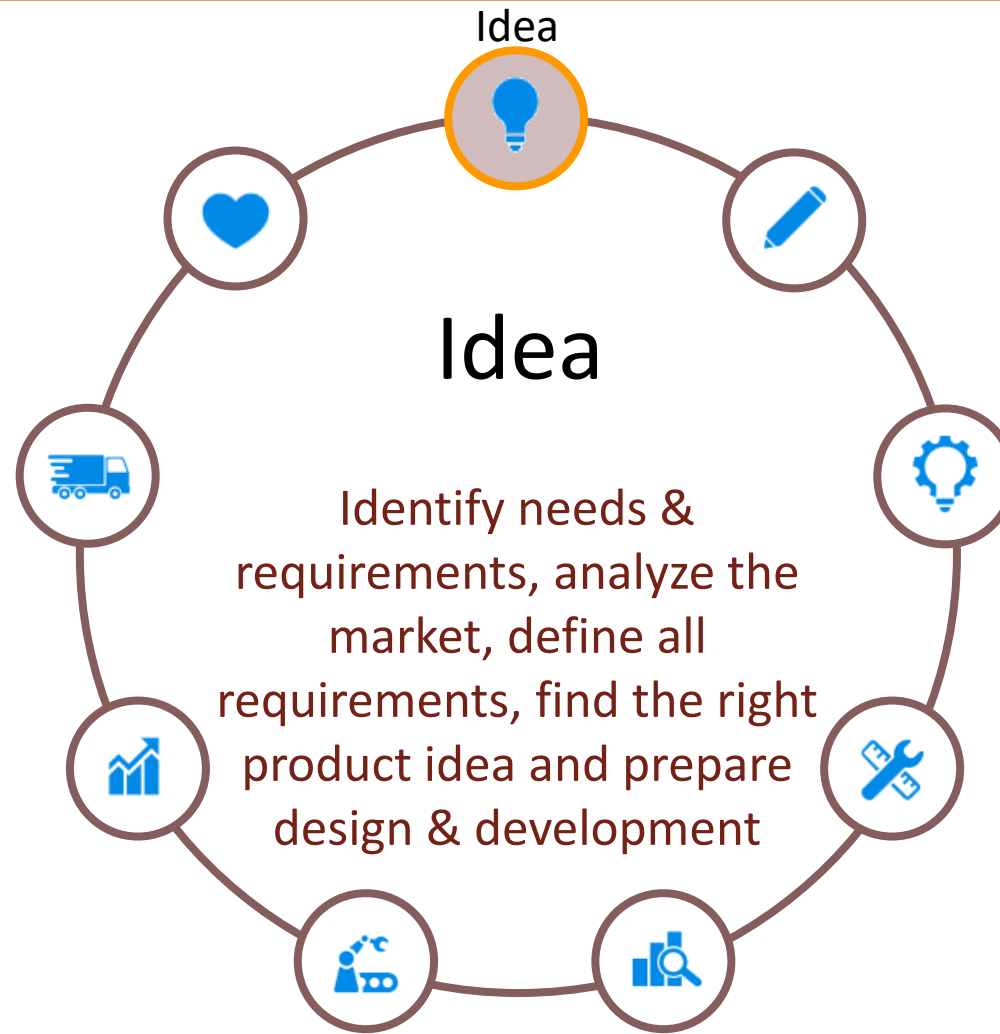 Idea
Idea
Identify needs &
requirements, analyze the
market, define all
requirements, find the right
product idea and prepare
design & development